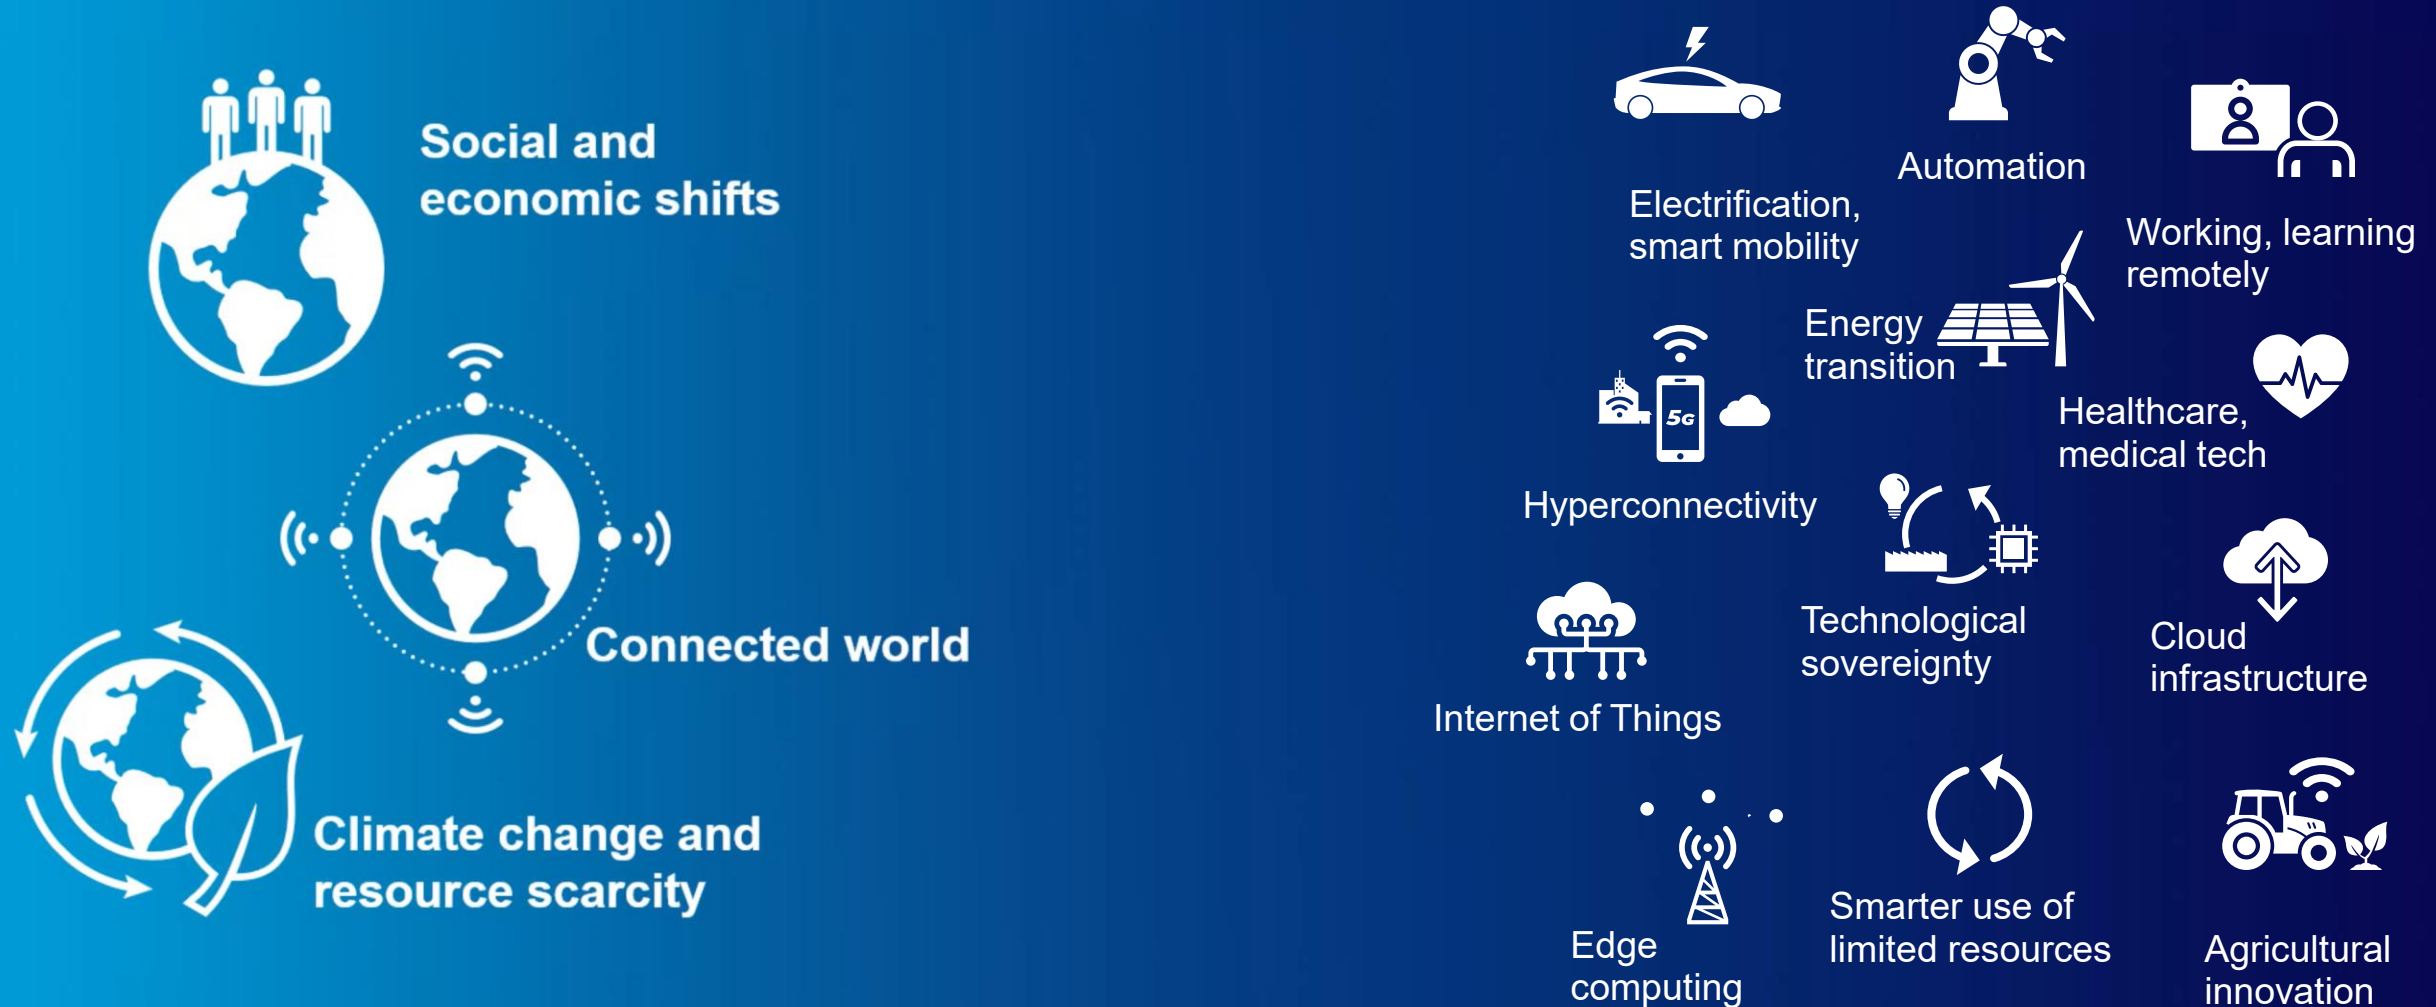 Social and
economic shifts
Connected world
Climate change and
resource scarcity
Electrification,
smart mobility
Automation
Working, learning
remotely
Energy
transition
Healthcare,
medical tech
5G
Hyperconnectivity
Technological
sovereignty
Cloud
infrastructure
Internet of Things
Edge
computing
Smarter use of
limited resources
Agricultural
innovation